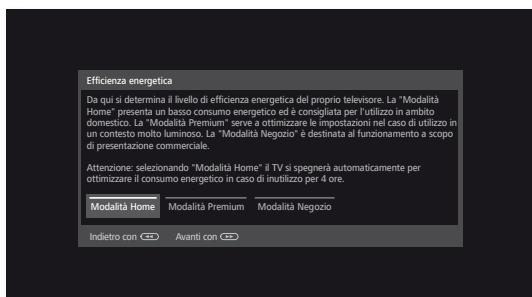 Efficienza energetica
Da qui si determina il livello di efficienza energetica del proprio televisore. La "Modalità
Home" presenta un basso consumo energetico ed è consigliata per l'utilizzo in ambito
domestico. La "Modalità Premium" serve a ottimizzare le impostazioni nel caso di utilizzo in
un contesto molto luminoso. La "Modalità Negozio" è destinata al funzionamento a scopo
di presentazione commerciale.
Attenzione: selezionando "Modalità Home" il TV si spegnerà automaticamente per
ottimizzare il consumo energetico in caso di inutilizzo per 4 ore.
Modalità Home Modalità Premium Modalità Negozio
Indietro con Avanti con